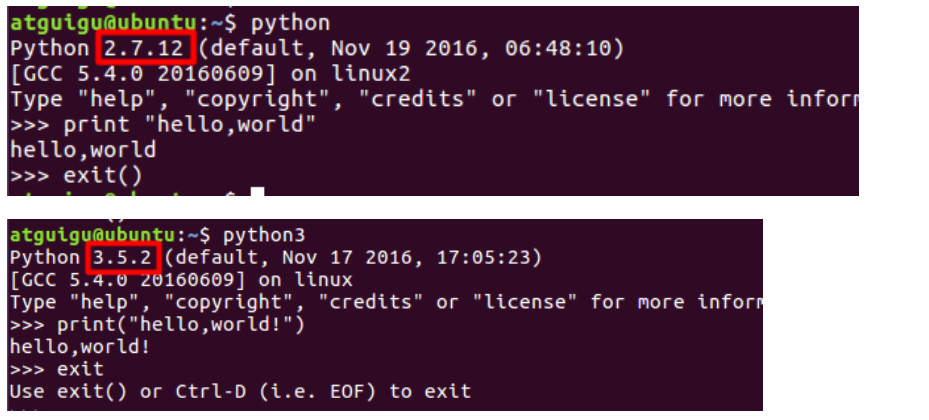 atguigu@ubuntu:~$ python
Python 2.7.12 (default, Nov 19 2016, 06:48:10)
[GCC 5.4.0 20160609] on linux2
Type "help", "copyright", "credits" or "license" for more inform
>>> print "hello,world"
hello,world
>>> exit()
atguigu@ubuntu:~$ python3
Python 3.5.2 (default, Nov 17 2016, 17:05:23)
[GCC 5.4.0 20160609] on linux
Type "help", "copyright", "credits" or "license" for more inform
>>> print("hello,world!")
hello,world!
>>> exit
Use exit() or Ctrl-D (i.e. EOF) to exit